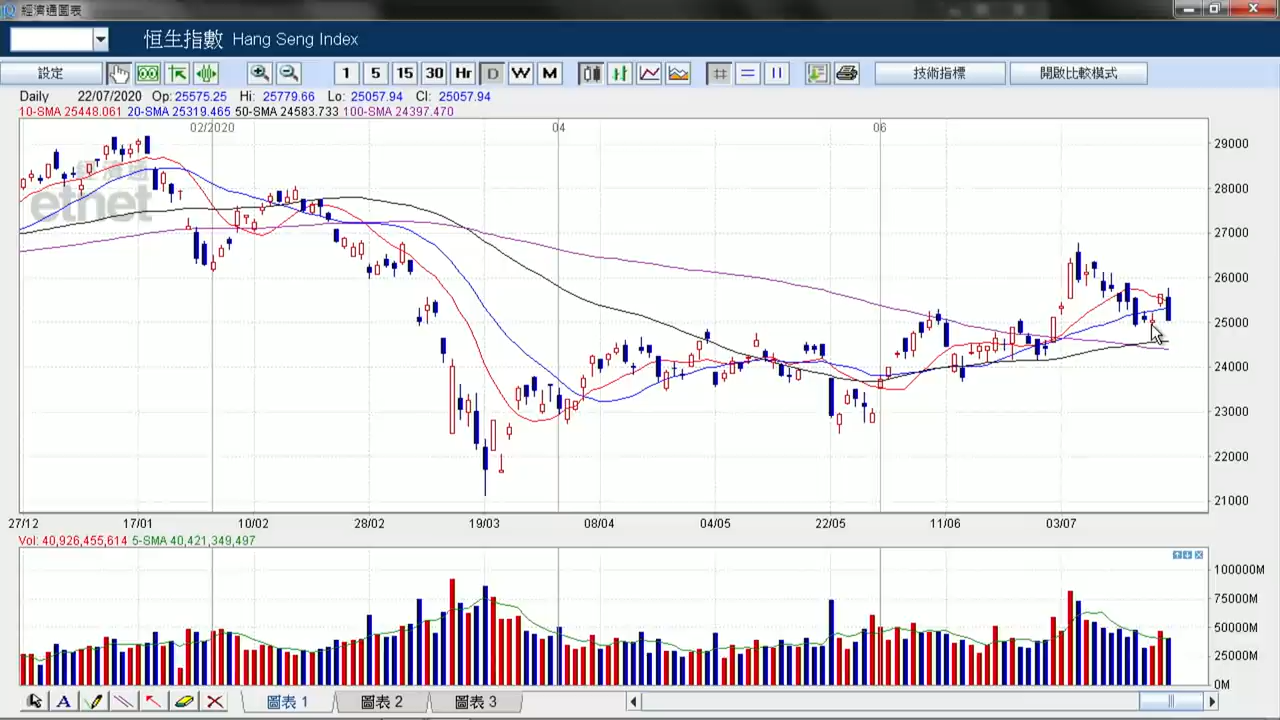 經濟通圖表
恒生指數 Hang Seng Index
設定 1 5 15 30 Hr D W M 技術指標 開啟比較模式
Daily 22/07/2020 Op: 25575.25 Hi: 25779.66 Lo: 25057.94 Cl: 25057.94
10-SMA 25448.061 20-SMA 25319.465 50-SMA 24583.733 100-SMA 24397.470
02/2020 04 06
經濟通
etnet
29000
28000
27000
26000
25000
24000
23000
22000
21000
27/12 17/01 10/02 28/02 19/03 08/04 04/05 22/05 11/06 03/07
Vol: 40,926,455,614 5-SMA 40,421,349,497
100000M
75000M
50000M
25000M
0M
A 圖表 1 圖表 2 圖表 3